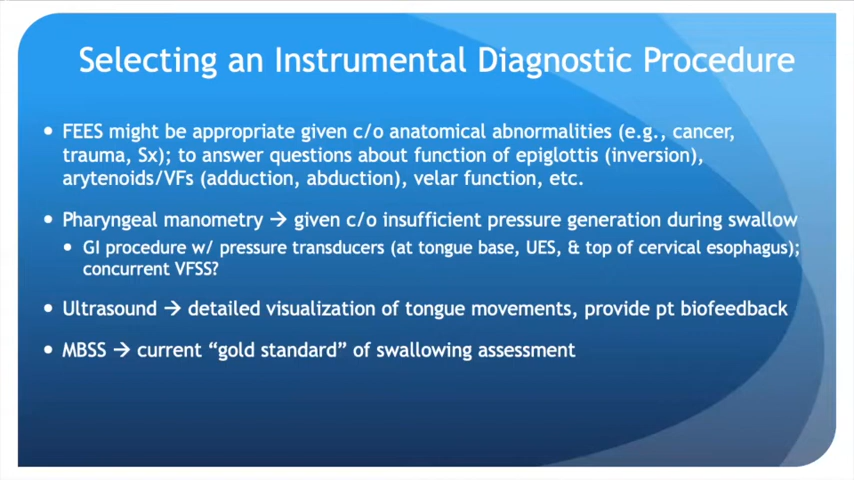 Selecting an Instrumental Diagnostic Procedure
• FEES might be appropriate given c/o anatomical abnormalities (e.g., cancer,
trauma, Sx); to answer questions about function of epiglottis (inversion),
arytenoids/VFs (adduction, abduction), velar function, etc.
• Pharyngeal manometry → given c/o insufficient pressure generation during swallow
• GI procedure w/ pressure transducers (at tongue base, UES, & top of cervical esophagus);
concurrent VFSS?
• Ultrasound → detailed visualization of tongue movements, provide pt biofeedback
• MBSS → current “gold standard” of swallowing assessment